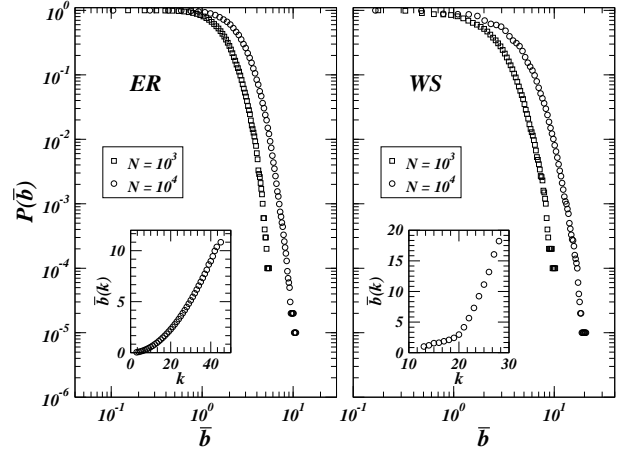 10^0
10^-1
10^-2
10^-3
10^-4
10^-5
10^-6
P(b̄)
ER
N = 10^3
N = 10^4
10
5
0
b̄(k)
0 20 40
k
10^-1 10^0 10^1
b̄
WS
N = 10^3
N = 10^4
20
15
10
5
0
b̄(k)
10 20 30
k
10^-1 10^0 10^1
b̄